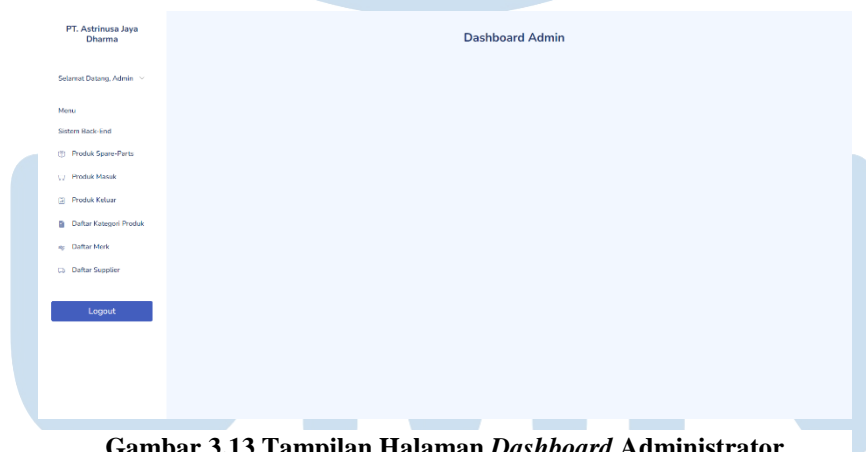 PT. Astrinusa Jaya
Dharma
Selamat Datang, Admin
Menu
Sistem Back-End
Produk Spare-Parts
Produk Masuk
Produk Keluar
Daftar Kategori Produk
Daftar Merk
Daftar Supplier
Logout
Dashboard Admin
Gambar 3.13 Tampilan Halaman Dashboard Administrator